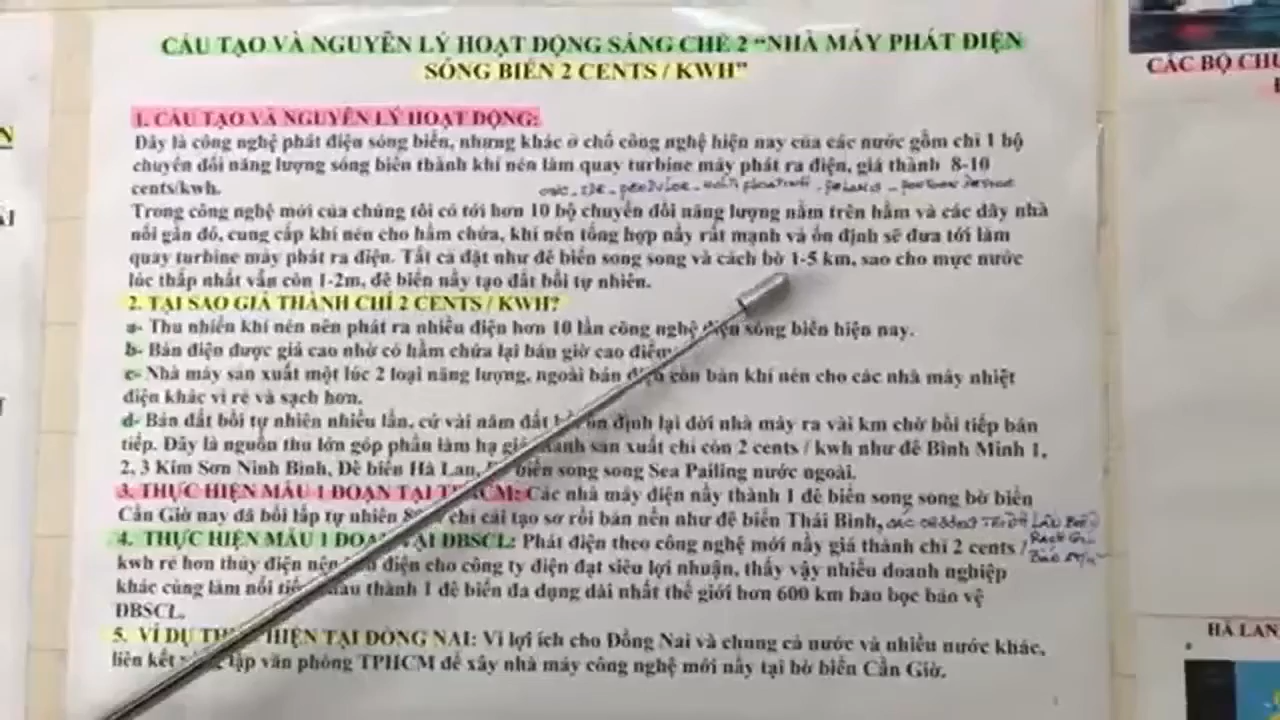 CẤU TẠO VÀ NGUYÊN LÝ HOẠT ĐỘNG SÁNG CHẾ 2 "NHÀ MÁY PHÁT ĐIỆN
SÓNG BIỂN 2 CENTS / KWH"
1. CẤU TẠO VÀ NGUYÊN LÝ HOẠT ĐỘNG:
Đây là công nghệ phát điện sóng biển, nhưng khác ở chỗ công nghệ hiện nay của các nước gồm chỉ 1 bộ
chuyển đổi năng lượng sóng biển thành khí nén làm quay turbine máy phát ra điện, giá thành 8-10
cents/kwh.
Trong công nghệ mới của chúng tôi có tới hơn 10 bộ chuyển đổi năng lượng nằm trên hầm và các dãy nhà
nối gần đó, cung cấp khí nén cho hầm chứa, khí nén tổng hợp nầy rất mạnh và ổn định sẽ đưa tới làm
quay turbine máy phát ra điện. Tất cả đặt như đê biển song song và cách bờ 1-5 km, sao cho mực nước
lúc thấp nhất vẫn còn 1-2m, đê biển nầy tạo đất bồi tự nhiên.
2. TẠI SAO GIÁ THÀNH CHỈ 2 CENTS / KWH?
a- Thu nhiều khí nén nên phát ra nhiều điện hơn 10 lần công nghệ điện sóng biển hiện nay.
b- Bán điện được giá cao nhờ có hầm chứa lại bán giờ cao điểm
c- Nhà máy sản xuất một lúc 2 loại năng lượng, ngoài bán điện còn bán khí nén cho các nhà máy nhiệt
điện khác vì rẻ và sạch hơn.
d- Bán đất bồi tự nhiên nhiều lần, cứ vài năm đất ổn định lại dời nhà máy ra vài km chờ bồi tiếp bán
tiếp. Đây là nguồn thu lớn góp phần làm hạ giá thành sản xuất chỉ còn 2 cents / kwh như đê Bình Minh 1,
2, 3 Kim Sơn Ninh Bình, Đê biển Hà Lan, biển song song Sea Pailing nước ngoài.
3. THỰC HIỆN MẪU 1 ĐOẠN TẠI TPHCM: Các nhà máy điện nầy thành 1 đê biển song song bờ biển
Cần Giờ nay đã bồi lấp tự nhiên chỉ cải tạo sơ rồi bán nền như đê biển Thái Bình,
LẤN BIỂN
Rạch Giá
4. THỰC HIỆN MẪU 1 ĐOẠN TẠI ĐBSCL: Phát điện theo công nghệ mới nầy giá thành chỉ 2 cents /
kwh rẻ hơn thủy điện nên điện cho công ty điện đạt siêu lợi nhuận, thấy vậy nhiều doanh nghiệp
khác cùng làm nối thành 1 đê biển đa dụng dài nhất thế giới hơn 600 km bao bọc bảo vệ
ĐBSCL.
5. VÍ DỤ THỰC HIỆN TẠI ĐỒNG NAI: Vì lợi ích cho Đồng Nai và chung cả nước và nhiều nước khác,
liên kết lập văn phòng TPHCM để xây nhà máy công nghệ mới nầy tại bờ biển Cần Giờ.
CÁC BỘ
HÀ LAN